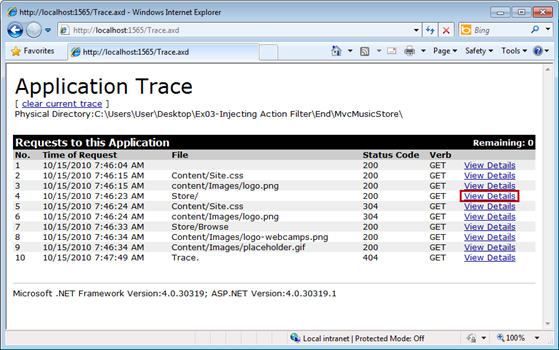 http://localhost:1565/Trace.axd - Windows Internet Explorer
http://localhost:1565/Trace.axd
Bing
Favorites http://localhost:1565/Trace.axd Page Safety Tools
Application Trace
[ clear current trace ]
Physical Directory:C:\Users\User\Desktop\Ex03-Injecting Action Filter\End\MvcMusicStore\
Requests to this Application Remaining: 0
No. Time of Request File Status Code Verb
1 10/15/2010 7:46:04 AM 200 GET View Details
2 10/15/2010 7:46:15 AM Content/Site.css 200 GET View Details
3 10/15/2010 7:46:15 AM content/Images/logo.png 200 GET View Details
4 10/15/2010 7:46:23 AM Store/ 200 GET View Details
5 10/15/2010 7:46:24 AM Content/Site.css 304 GET View Details
6 10/15/2010 7:46:24 AM content/Images/logo.png 304 GET View Details
7 10/15/2010 7:46:33 AM Store/Browse 200 GET View Details
8 10/15/2010 7:46:34 AM Content/Images/logo-webcamps.png 200 GET View Details
9 10/15/2010 7:46:34 AM Content/Images/placeholder.gif 200 GET View Details
10 10/15/2010 7:47:49 AM Trace. 404 GET View Details
Microsoft .NET Framework Version:4.0.30319; ASP.NET Version:4.0.30319.1
Local intranet | Protected Mode: Off 100%